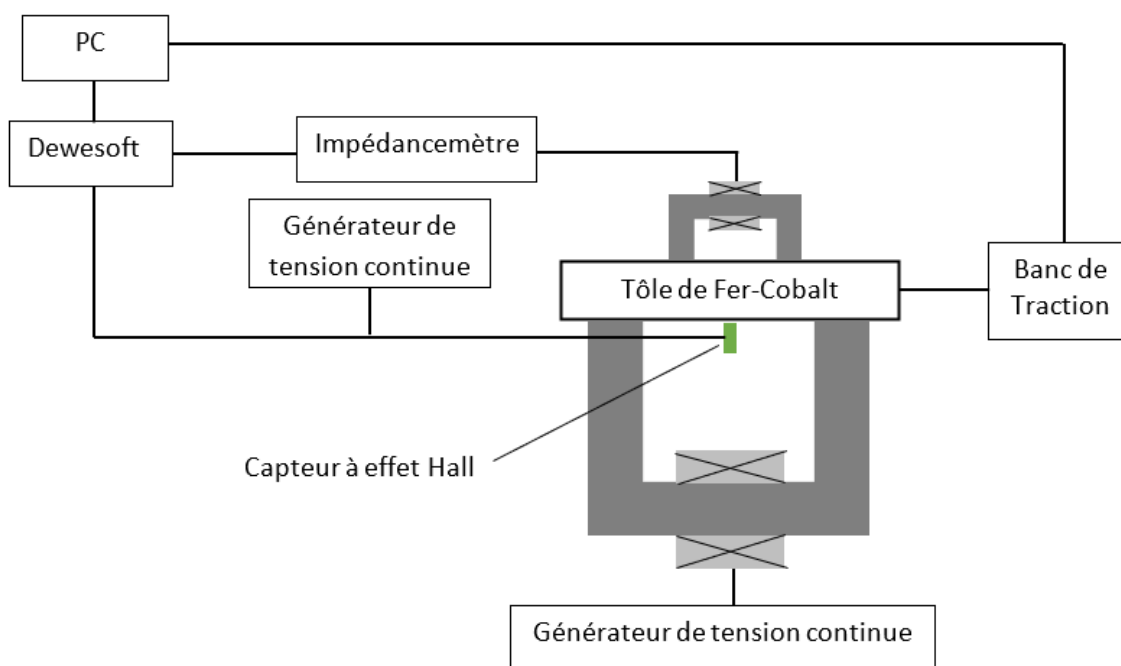 PC
Dewesoft
Impédancemètre
Générateur de
tension continue
Tôle de Fer-Cobalt
Banc de
Traction
Capteur à effet Hall
Générateur de tension continue